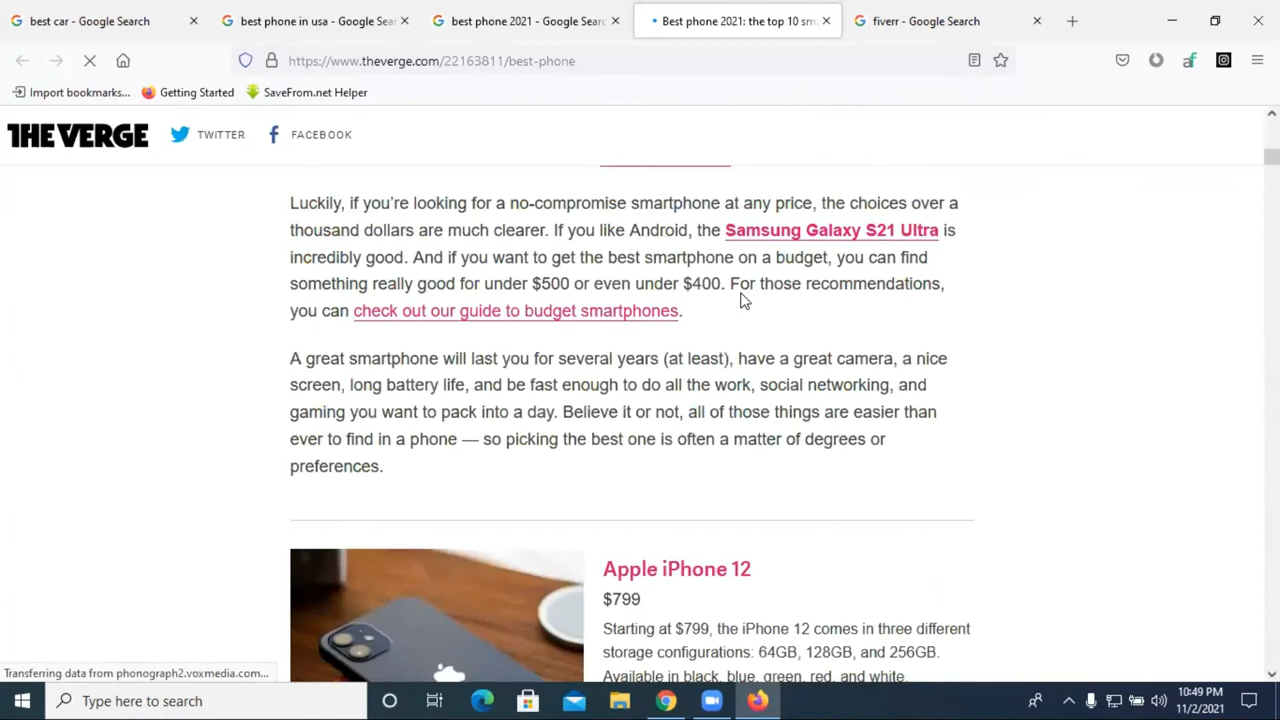 best car - Google Search
best phone in usa - Google Sear
best phone 2021 - Google Searc
Best phone 2021: the top 10 sm
fiverr - Google Search
https://www.theverge.com/22163811/best-phone
af
Import bookmarks...
Getting Started
SaveFrom.net Helper
THE VERGE
TWITTER
FACEBOOK
Luckily, if you're looking for a no-compromise smartphone at any price, the choices over a
thousand dollars are much clearer. If you like Android, the Samsung Galaxy S21 Ultra is
incredibly good. And if you want to get the best smartphone on a budget, you can find
something really good for under $500 or even under $400. For those recommendations,
you can check out our guide to budget smartphones.
A great smartphone will last you for several years (at least), have a great camera, a nice
screen, long battery life, and be fast enough to do all the work, social networking, and
gaming you want to pack into a day. Believe it or not, all of those things are easier than
ever to find in a phone — so picking the best one is often a matter of degrees or
preferences.
Apple iPhone 12
$799
Starting at $799, the iPhone 12 comes in three different
storage configurations: 64GB, 128GB, and 256GB.
Available in black, blue, green, red, and white.
Transferring data from phonograph2.voxmedia.com...
Type here to search
10:49 PM
11/2/2021